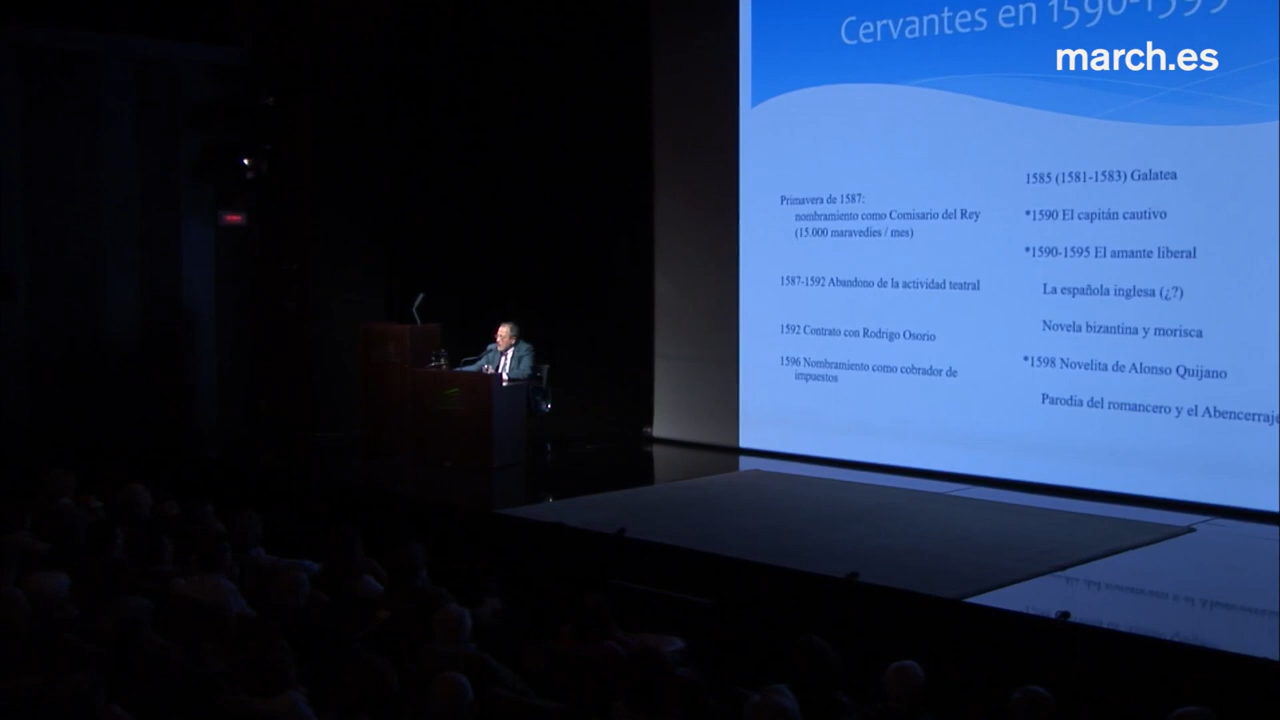 Cervantes en 1590-1595
march.es
Primavera de 1587:
nombramiento como Comisario del Rey
(15.000 maravedíes / mes)
1587-1592 Abandono de la actividad teatral
1592 Contrato con Rodrigo Osorio
1596 Nombramiento como cobrador de
impuestos
1585 (1581-1583) Galatea
*1590 El capitán cautivo
*1590-1595 El amante liberal
La española inglesa (¿?)
Novela bizantina y morisca
*1598 Novelita de Alonso Quijano
Parodia del romancero y el Abencerraje